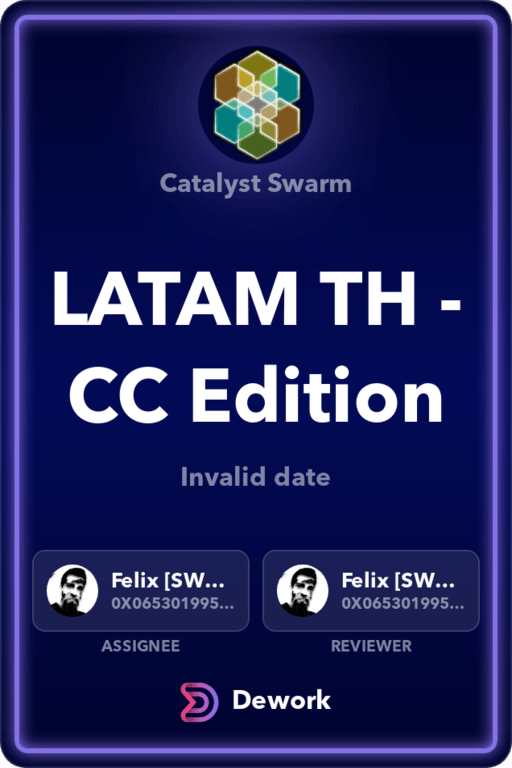 Catalyst Swarm
LATAM TH -
CC Edition
Invalid date
Felix [SW...
0X065301995...
ASSIGNEE
Felix [SW...
0X065301995...
REVIEWER
Dework